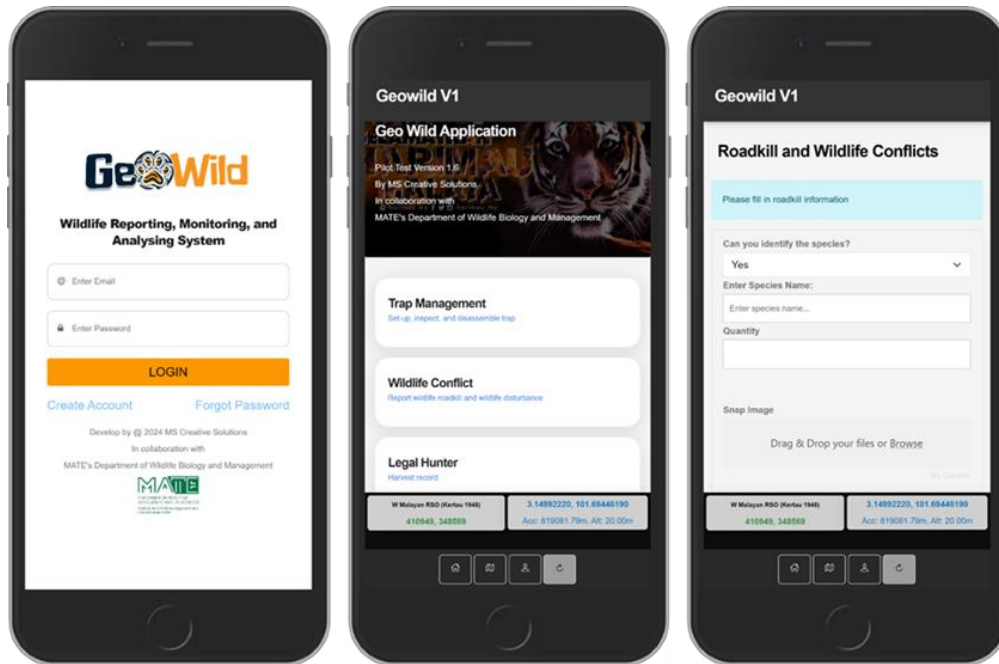 GeoWild
Wildlife Reporting, Monitoring, and
Analysing System
Enter Email
Enter Password
LOGIN
Create Account Forgot Password
Develop by @ 2024 MS Creative Solutions
In collaboration with
MATE's Department of Wildlife Biology and Management
MATE
Geowild V1
Geo Wild Application
Pilot Test Version 1.6
By MS Creative Solutions
In collaboration with
MATE's Department of Wildlife Biology and Management
Trap Management
Set-up, inspect, and disassemble trap
Wildlife Conflict
Report wildlife roadkill and wildlife disturbance
Legal Hunter
Harvest record
W Malayan RSO (Kertau 1948)
410949, 348569
3.14992220, 101.69446190
Acc: 819081.79m, Alt: 20.00m
Geowild V1
Roadkill and Wildlife Conflicts
Please fill in roadkill information
Can you identify the species?
Yes
Enter Species Name:
Enter species name...
Quantity
Snap Image
Drag & Drop your files or Browse
W Malayan RSO (Kertau 1948)
410949, 348569
3.14992220, 101.69446190
Acc: 819081.79m, Alt: 20.00m